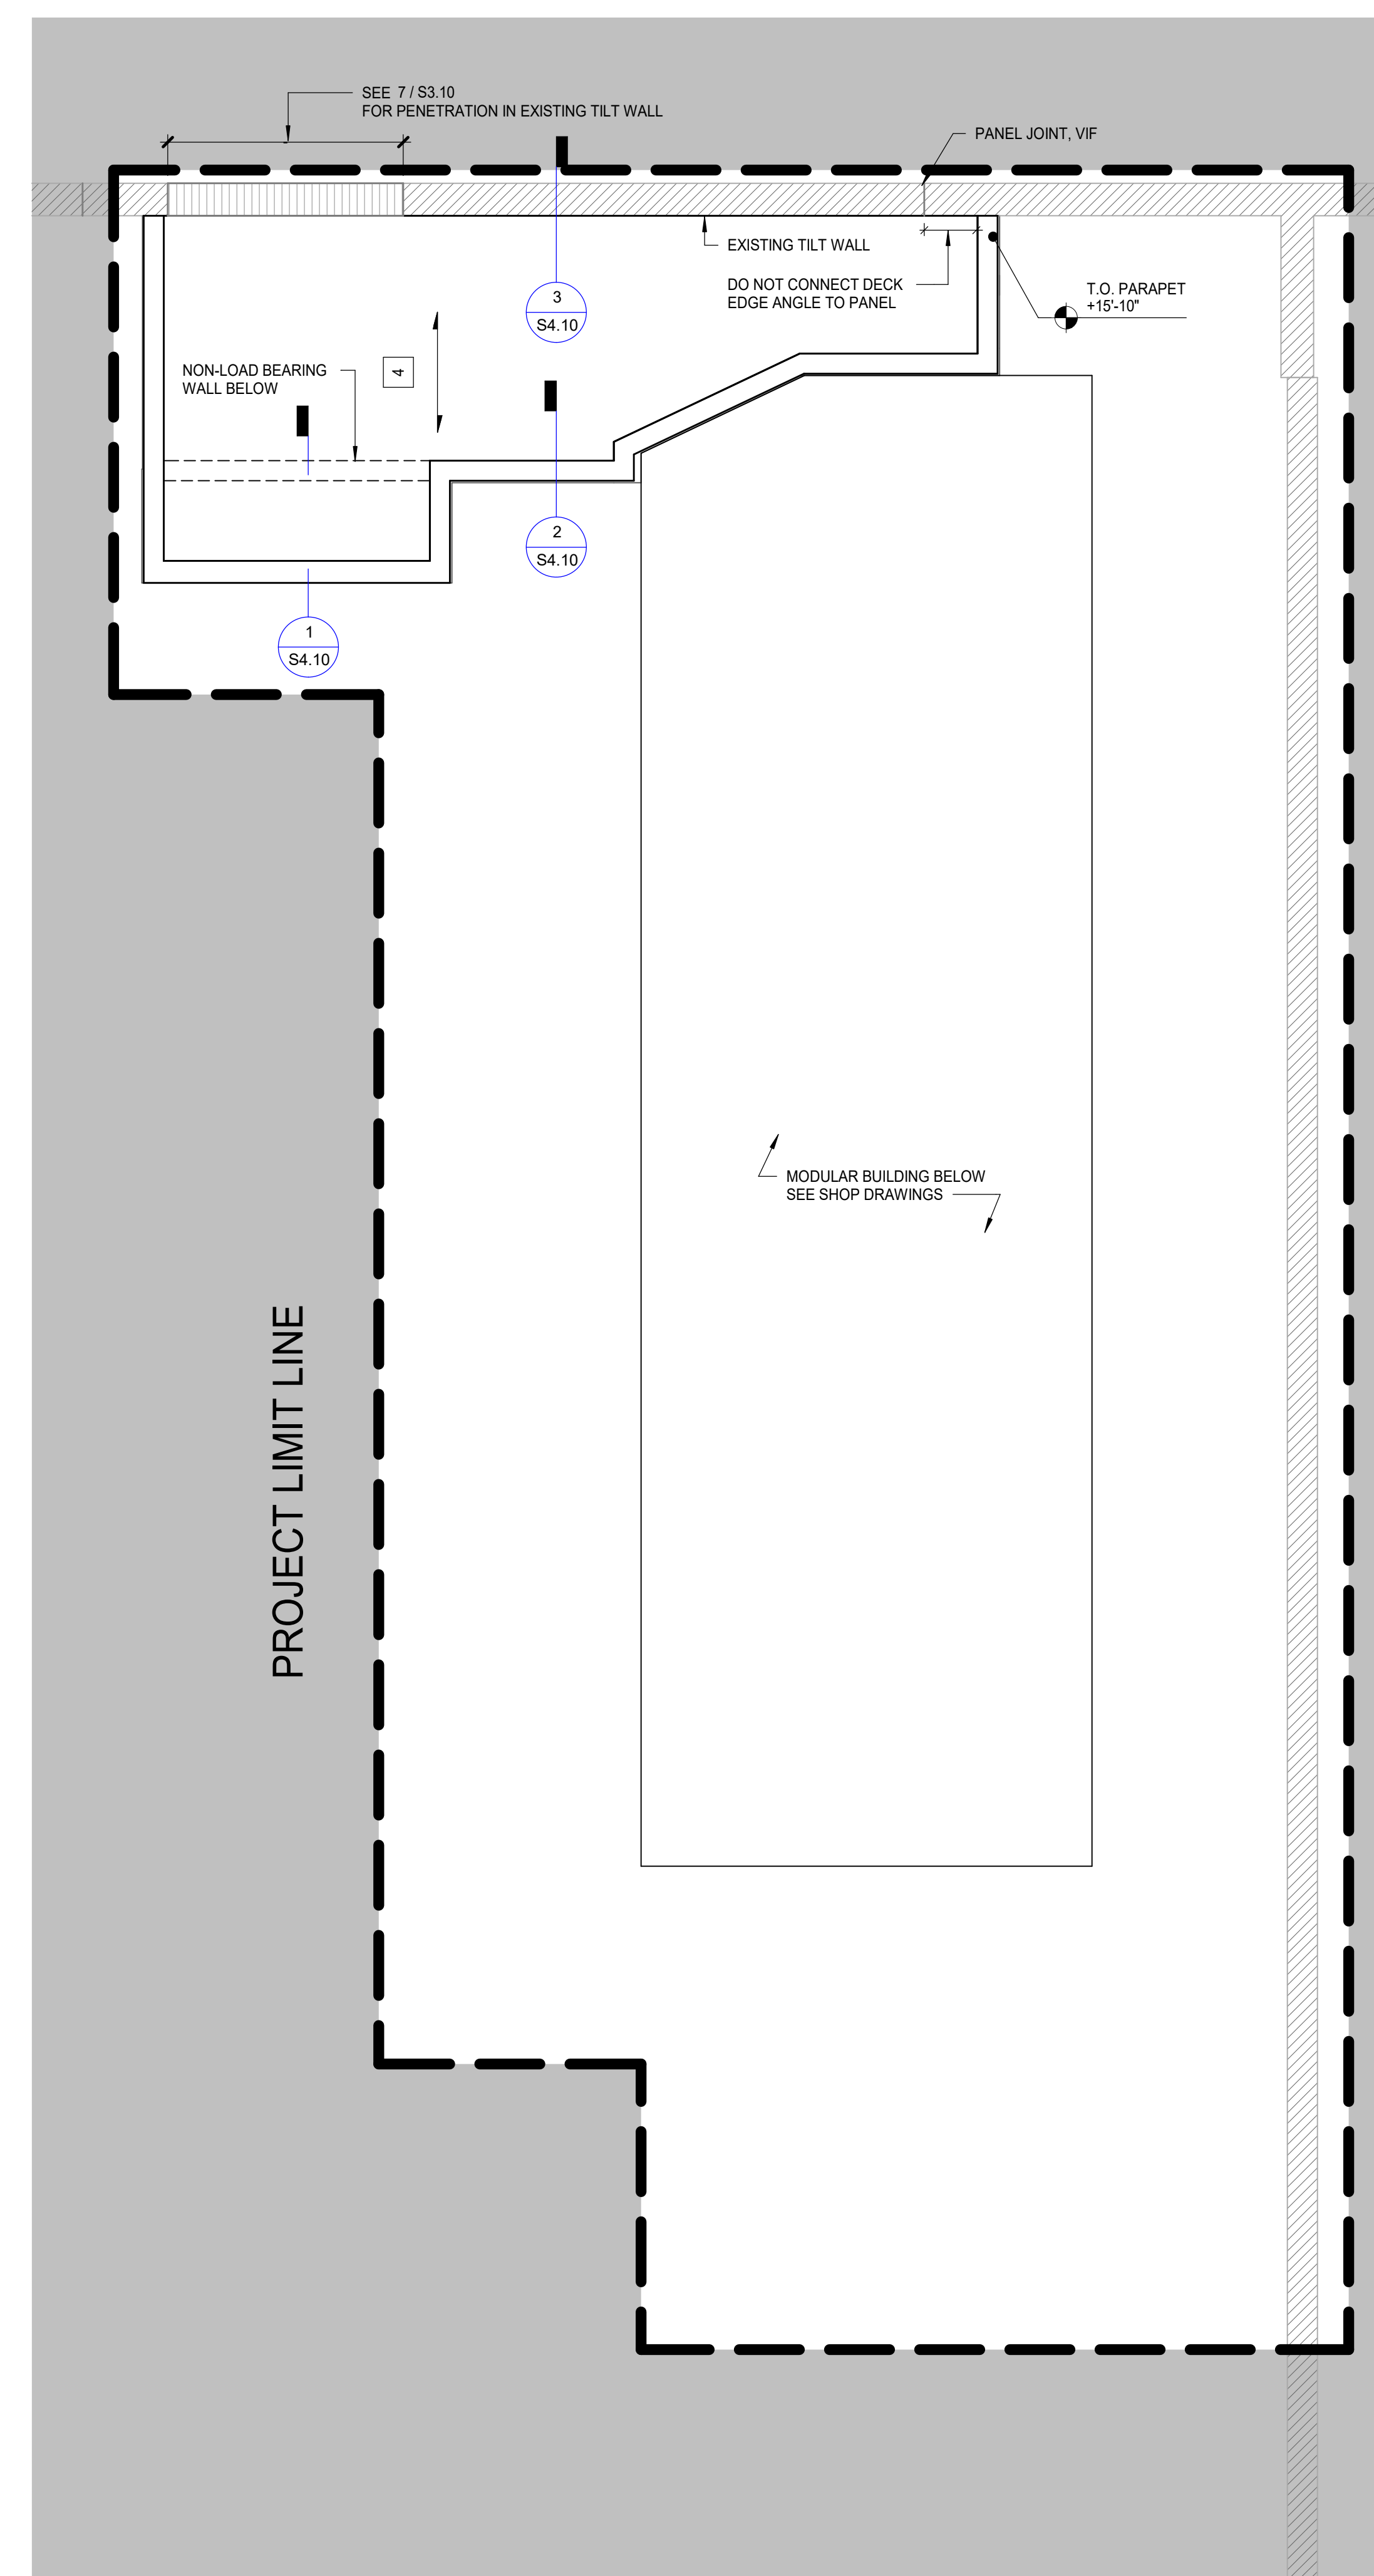 SEE 7 / S3.10
FOR PENETRATION IN EXISTING TILT WALL
PANEL JOINT, VIF
EXISTING TILT WALL
DO NOT CONNECT DECK
EDGE ANGLE TO PANEL
T.O. PARAPET
+15'-10"
3
S4.10
NON-LOAD BEARING
WALL BELOW
4
2
S4.10
1
S4.10
MODULAR BUILDING BELOW
SEE SHOP DRAWINGS
PROJECT LIMIT LINE